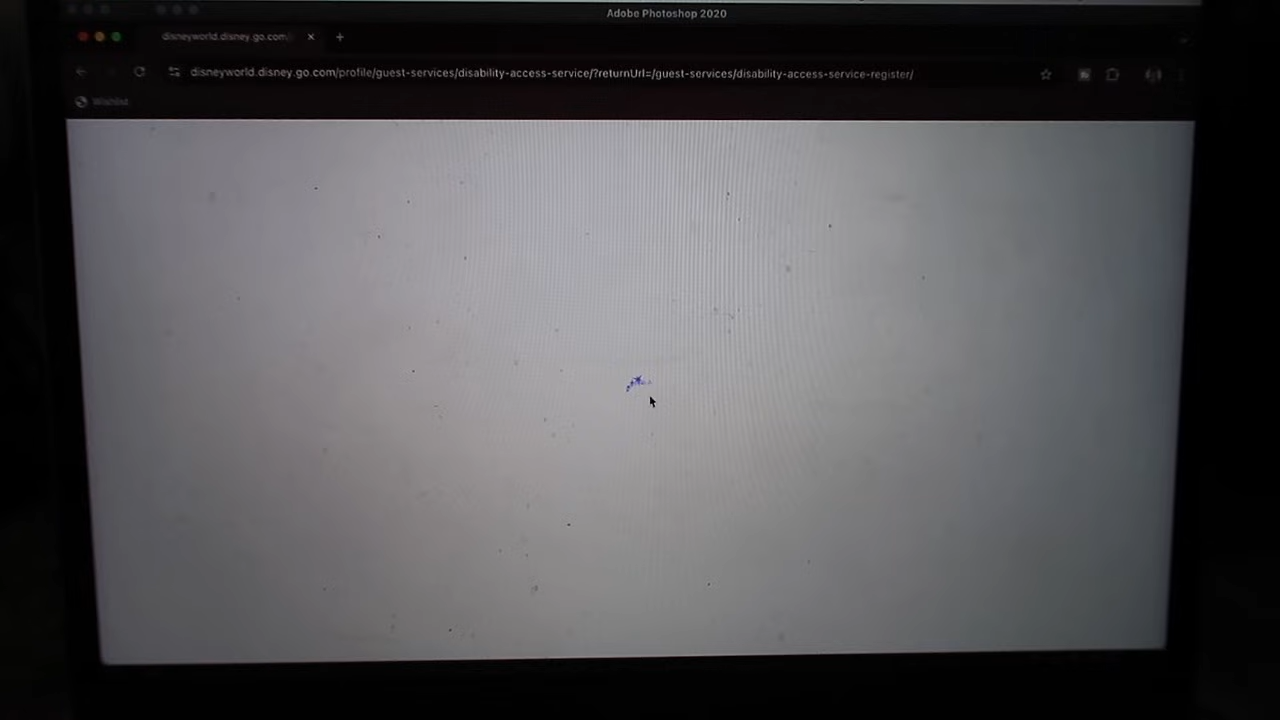 Adobe Photoshop 2020
disneyworld.disney.go.com/
disneyworld.disney.go.com/profile/guest-services/disability-access-service/?returnUrl=/guest-services/disability-access-service-register/
Wishlist